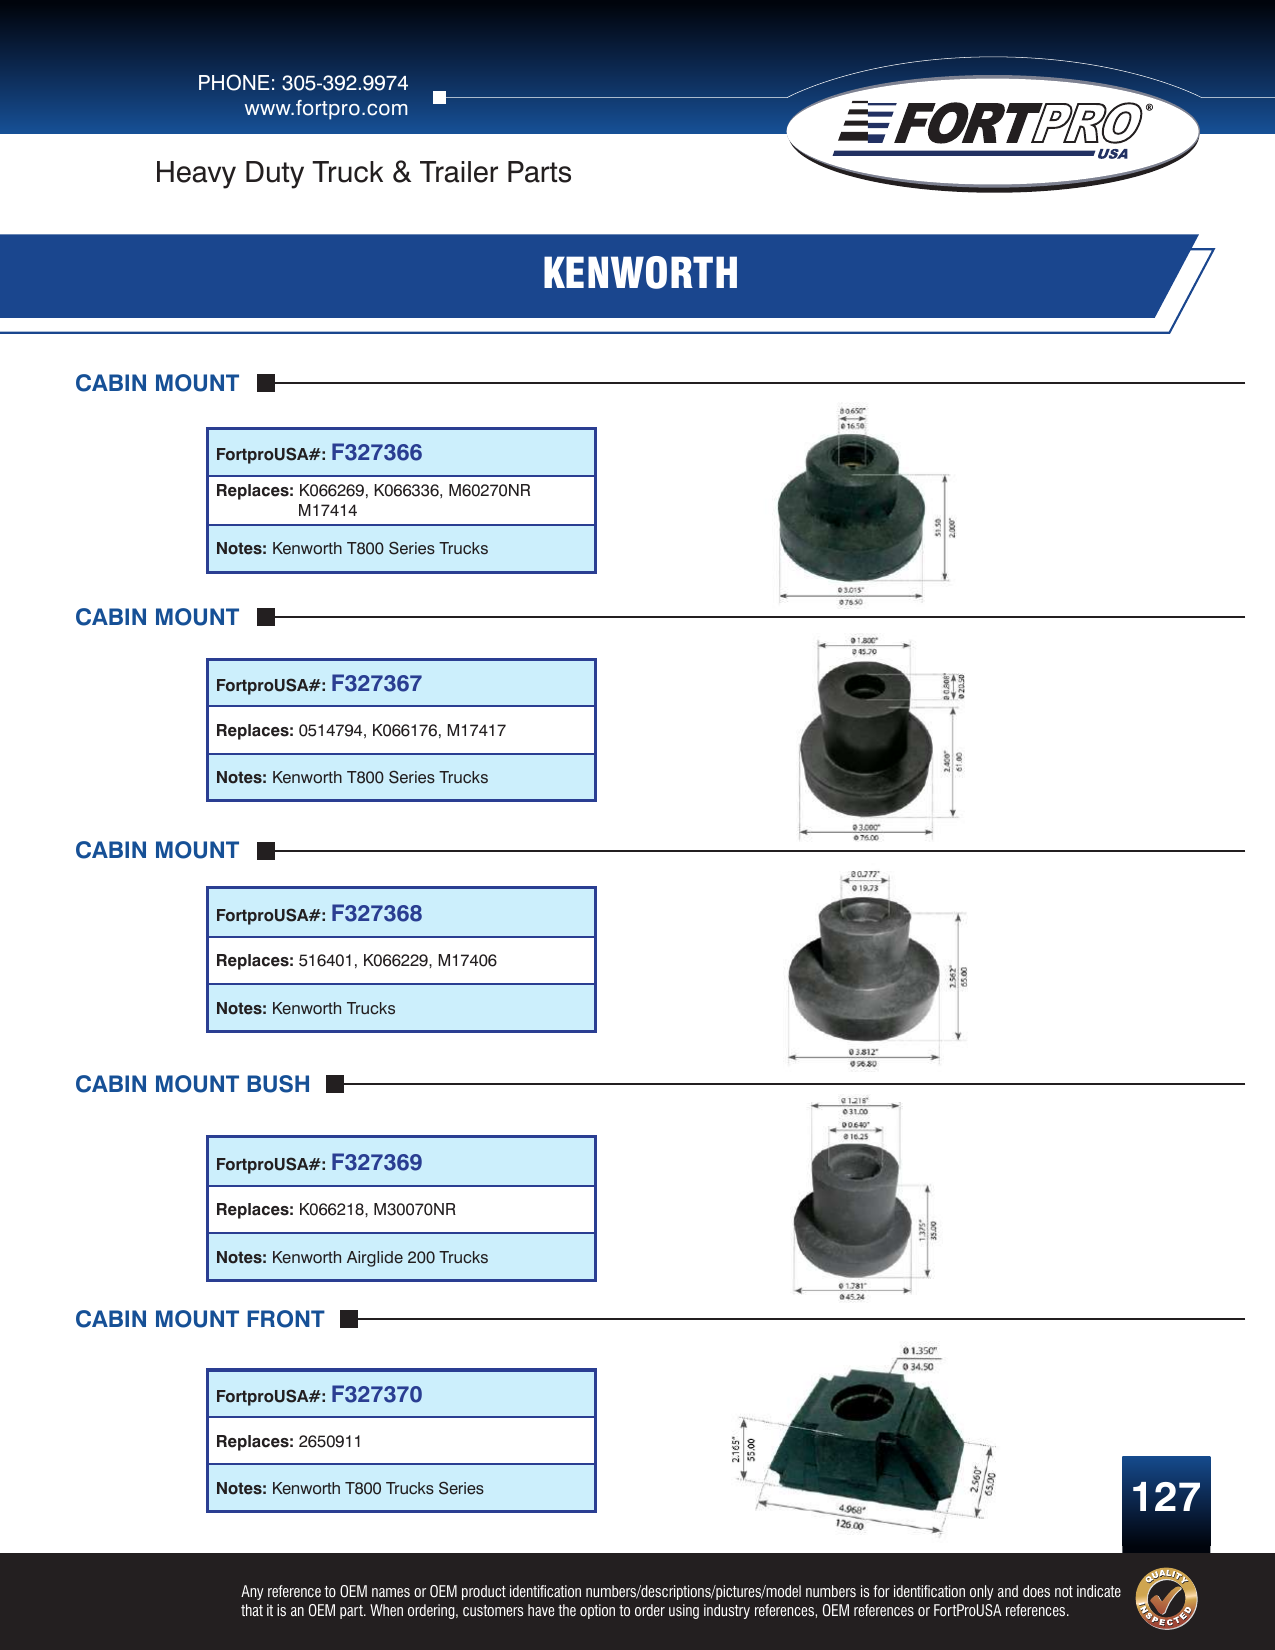 PHONE: 305-392.9974
www.fortpro.com
FORTPRO®
USA
Heavy Duty Truck & Trailer Parts
KENWORTH
CABIN MOUNT
FortproUSA#: F327366
Replaces: K066269, K066336, M60270NR
M17414
Notes: Kenworth T800 Series Trucks
Ø 0.650"
Ø 16.50
51.50
2.000"
Ø 3.015"
Ø 76.50
CABIN MOUNT
FortproUSA#: F327367
Replaces: 0514794, K066176, M17417
Notes: Kenworth T800 Series Trucks
Ø 1.800"
Ø 45.70
Ø 0.808"
Ø 20.50
2.400"
61.00
Ø 3.000"
Ø 76.00
CABIN MOUNT
FortproUSA#: F327368
Replaces: 516401, K066229, M17406
Notes: Kenworth Trucks
Ø 0.777"
Ø 19.73
2.562"
65.00
Ø 3.812"
Ø 96.80
CABIN MOUNT BUSH
FortproUSA#: F327369
Replaces: K066218, M30070NR
Notes: Kenworth Airglide 200 Trucks
Ø 1.218"
Ø 31.00
Ø 0.640"
Ø 16.25
1.375"
35.00
Ø 1.781"
Ø 45.24
CABIN MOUNT FRONT
FortproUSA#: F327370
Replaces: 2650911
Notes: Kenworth T800 Trucks Series
Ø 1.350"
Ø 34.50
2.165"
55.00
2.560"
65.00
4.968"
126.00
127
Any reference to OEM names or OEM product identification numbers/descriptions/pictures/model numbers is for identification only and does not indicate
that it is an OEM part. When ordering, customers have the option to order using industry references, OEM references or FortProUSA references.
QUALITY
INSPECTED